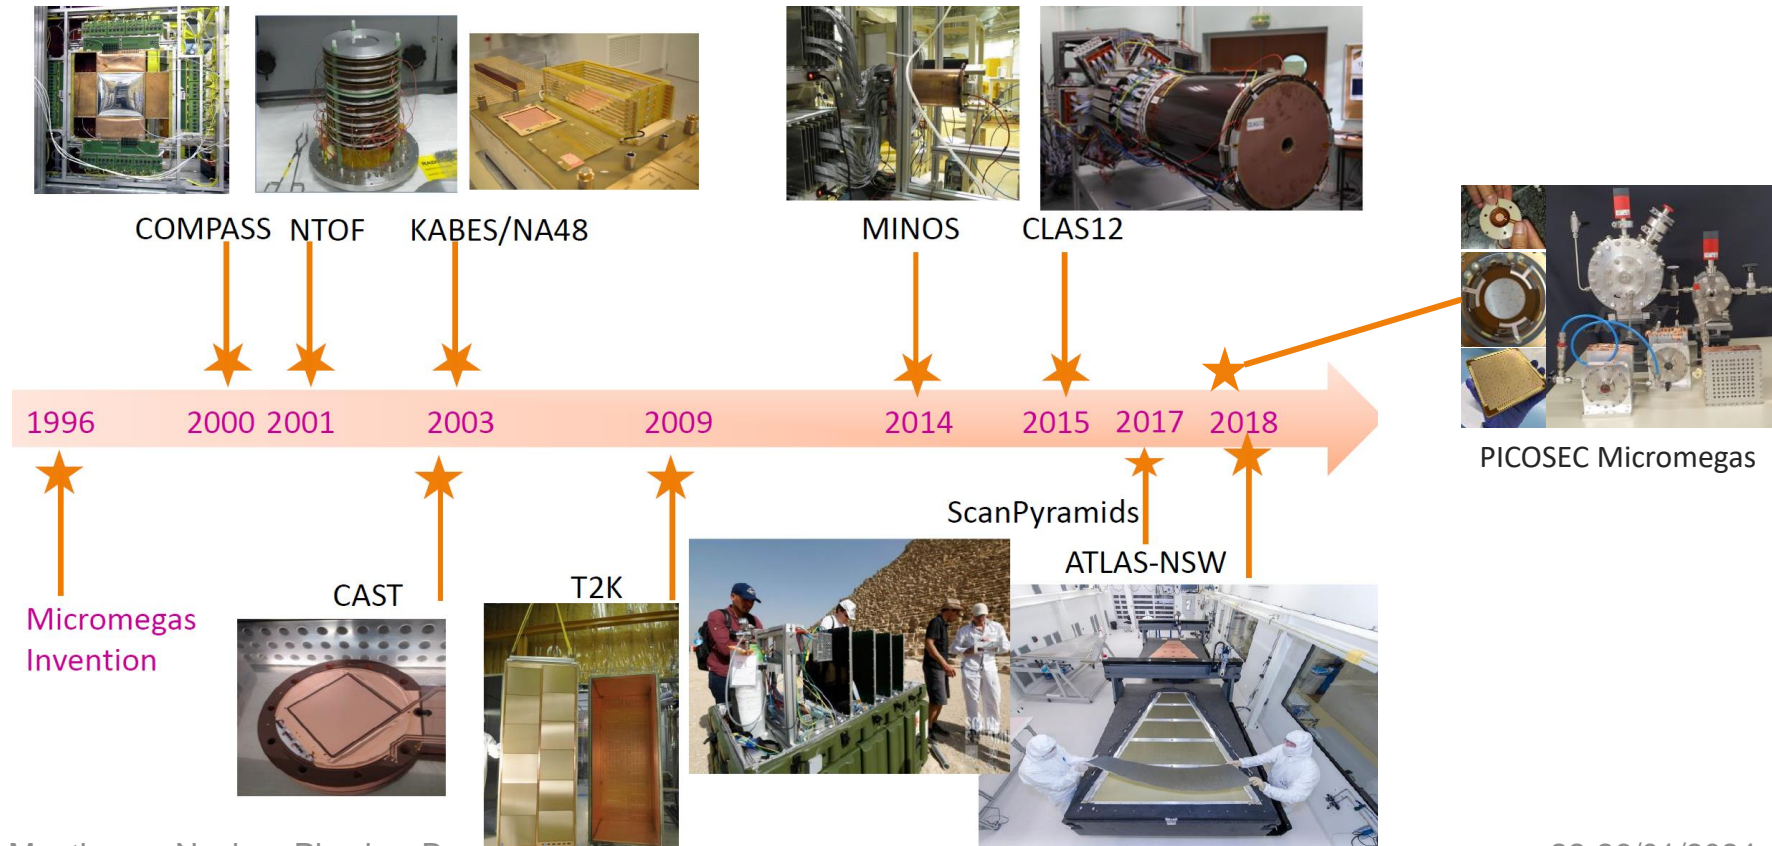 COMPASS NTOF KABES/NA48 MINOS CLAS12
1996 2000 2001 2003 2009 2014 2015 2017 2018
PICOSEC Micromegas
ScanPyramids
ATLAS-NSW
CAST
T2K
Micromegas
Invention